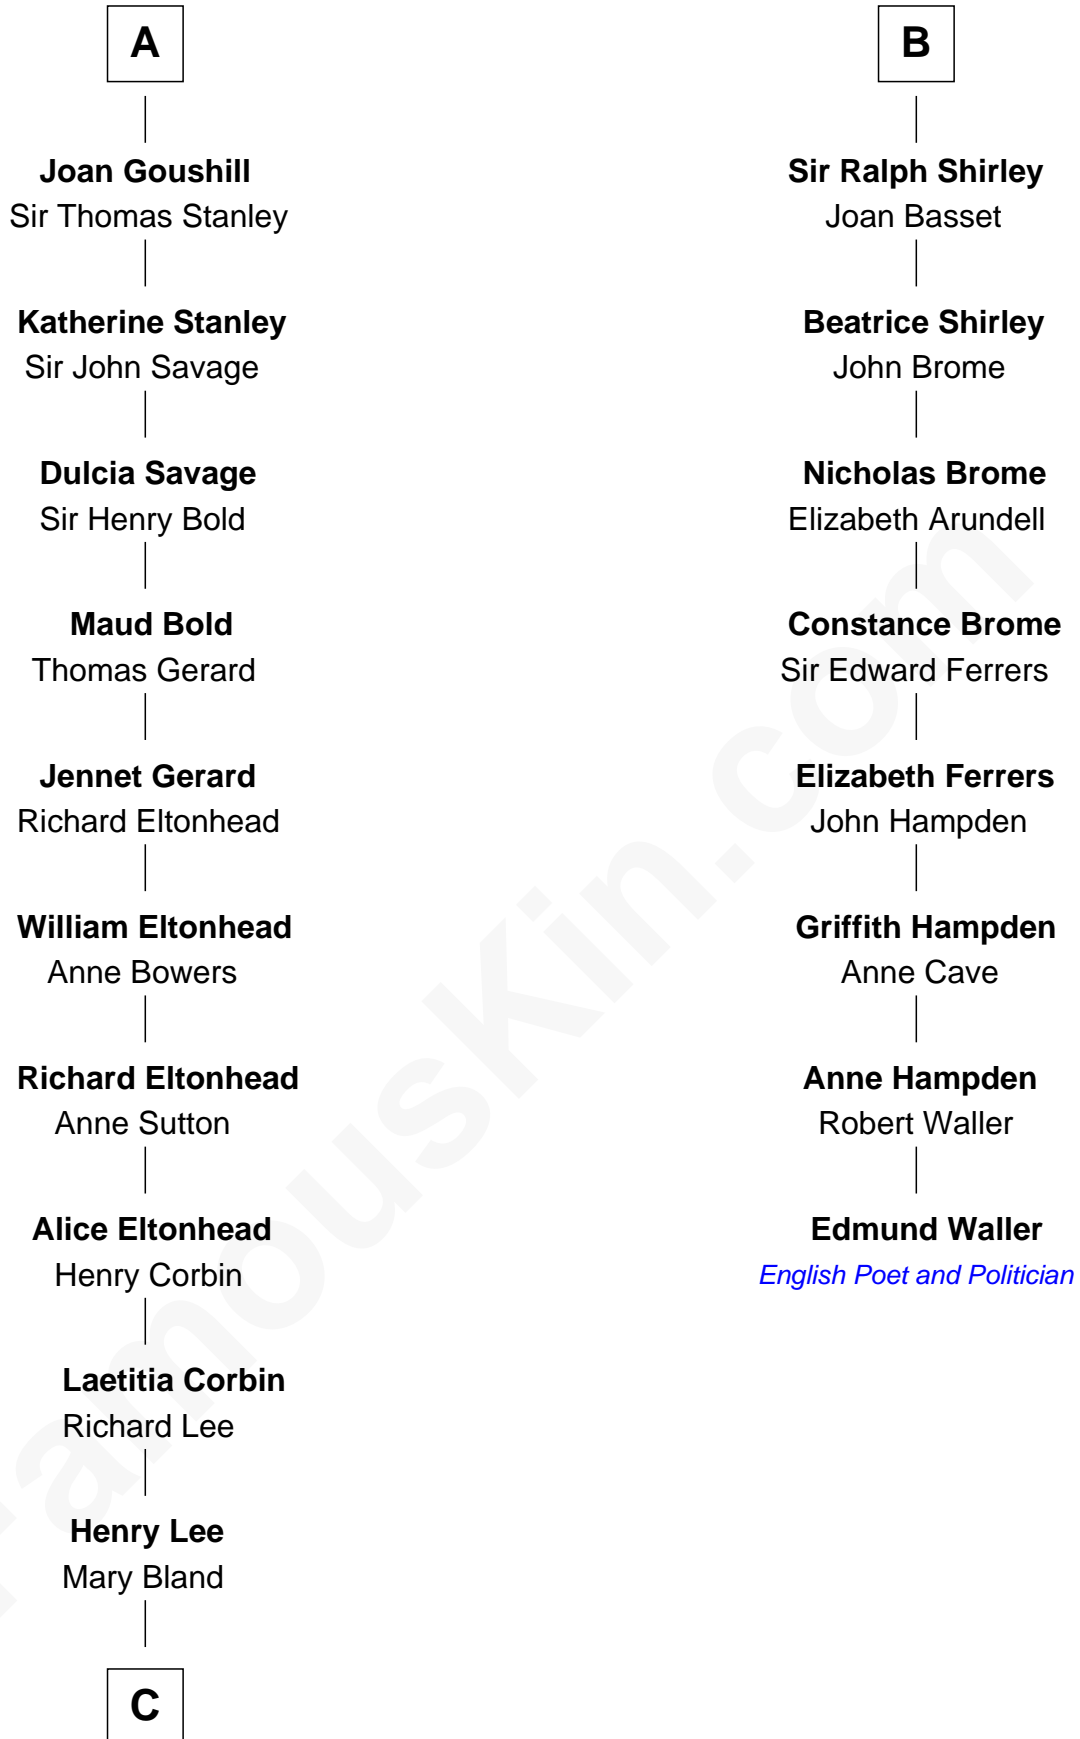 A
Joan Goushill
Sir Thomas Stanley
Katherine Stanley
Sir John Savage
Dulcia Savage
Sir Henry Bold
Maud Bold
Thomas Gerard
Jennet Gerard
Richard Eltonhead
William Eltonhead
Anne Bowers
Richard Eltonhead
Anne Sutton
Alice Eltonhead
Henry Corbin
Laetitia Corbin
Richard Lee
Henry Lee
Mary Bland
C
B
Sir Ralph Shirley
Joan Basset
Beatrice Shirley
John Brome
Nicholas Brome
Elizabeth Arundell
Constance Brome
Sir Edward Ferrers
Elizabeth Ferrers
John Hampden
Griffith Hampden
Anne Cave
Anne Hampden
Robert Waller
Edmund Waller
English Poet and Politician
FamousKin.com